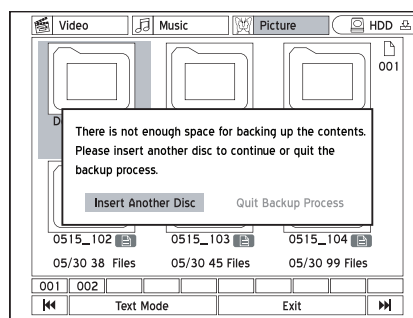 Video Music Picture HDD
001
There is not enough space for backing up the contents.
Please insert another disc to continue or quit the
backup process.
Insert Another Disc Quit Backup Process
0515_102 0515_103 0515_104
05/30 38 Files 05/30 45 Files 05/30 99 Files
001 002
Text Mode Exit